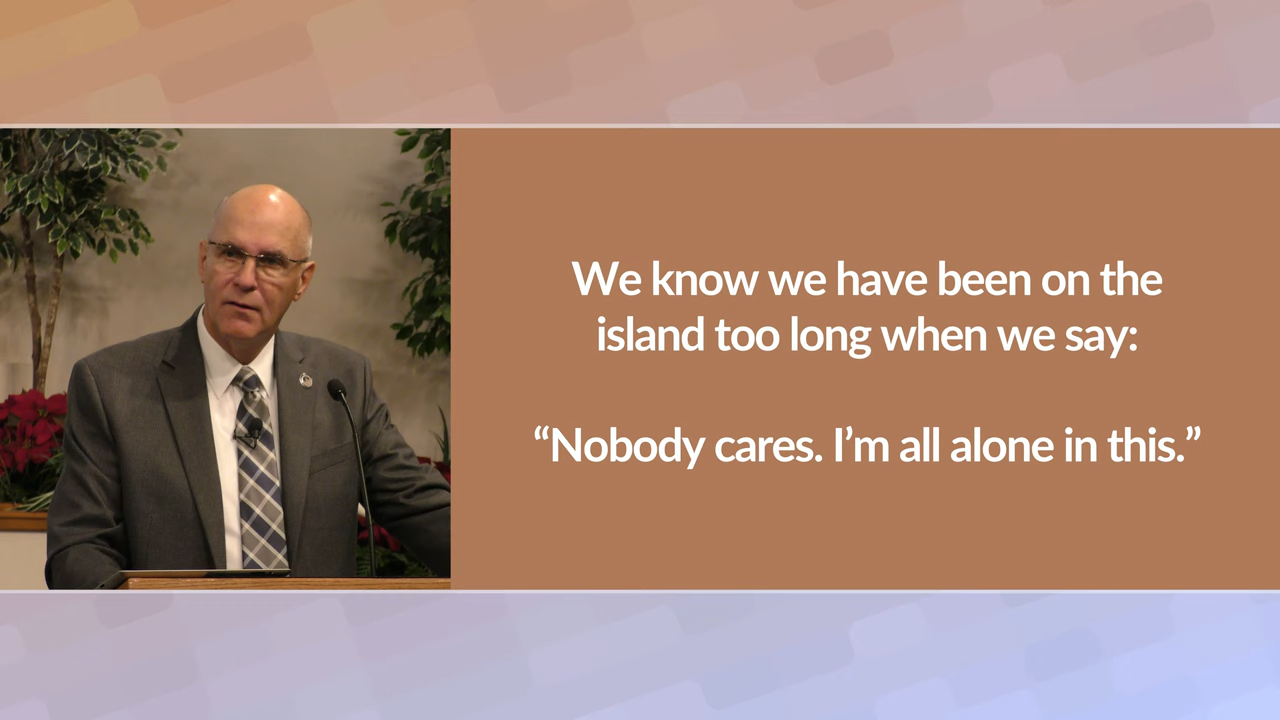 We know we have been on the
island too long when we say:
“Nobody cares. I’m all alone in this.”